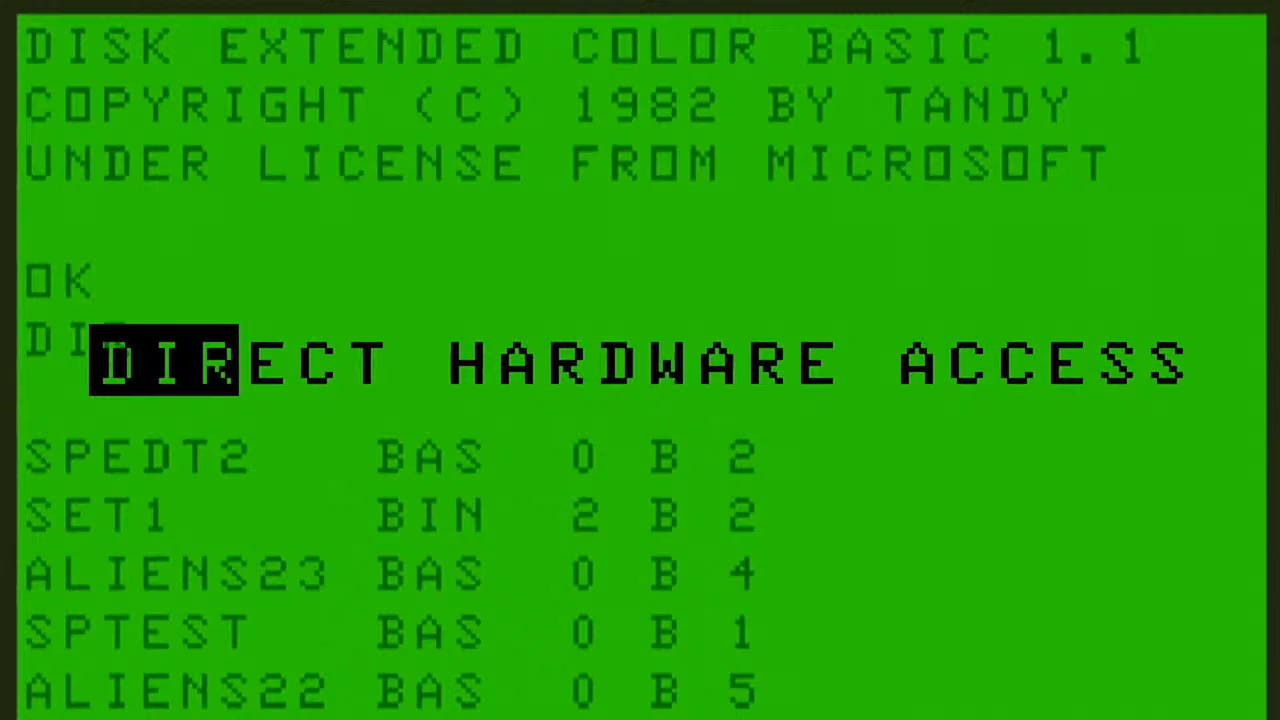 DISK EXTENDED COLOR BASIC 1.1
COPYRIGHT (C) 1982 BY TANDY
UNDER LICENSE FROM MICROSOFT
OK
DIR
DIRECT HARDWARE ACCESS
SPEDT2 BAS 0 B 2
SET1 BIN 2 B 2
ALIENS23 BAS 0 B 4
SPTEST BAS 0 B 1
ALIENS22 BAS 0 B 5